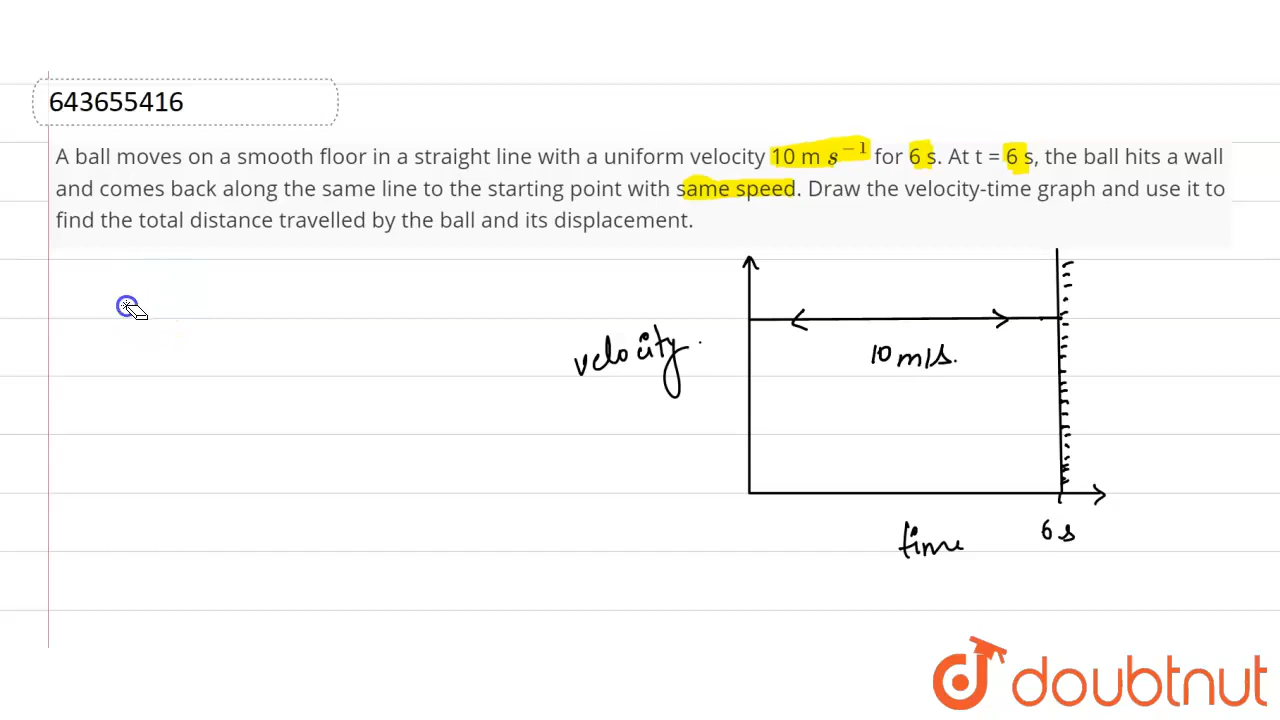 643655416
A ball moves on a smooth floor in a straight line with a uniform velocity 10 m s⁻¹ for 6 s. At t = 6 s, the ball hits a wall
and comes back along the same line to the starting point with same speed. Draw the velocity-time graph and use it to
find the total distance travelled by the ball and its displacement.
velocity.
10 m/s.
time
6 s
doubtnut